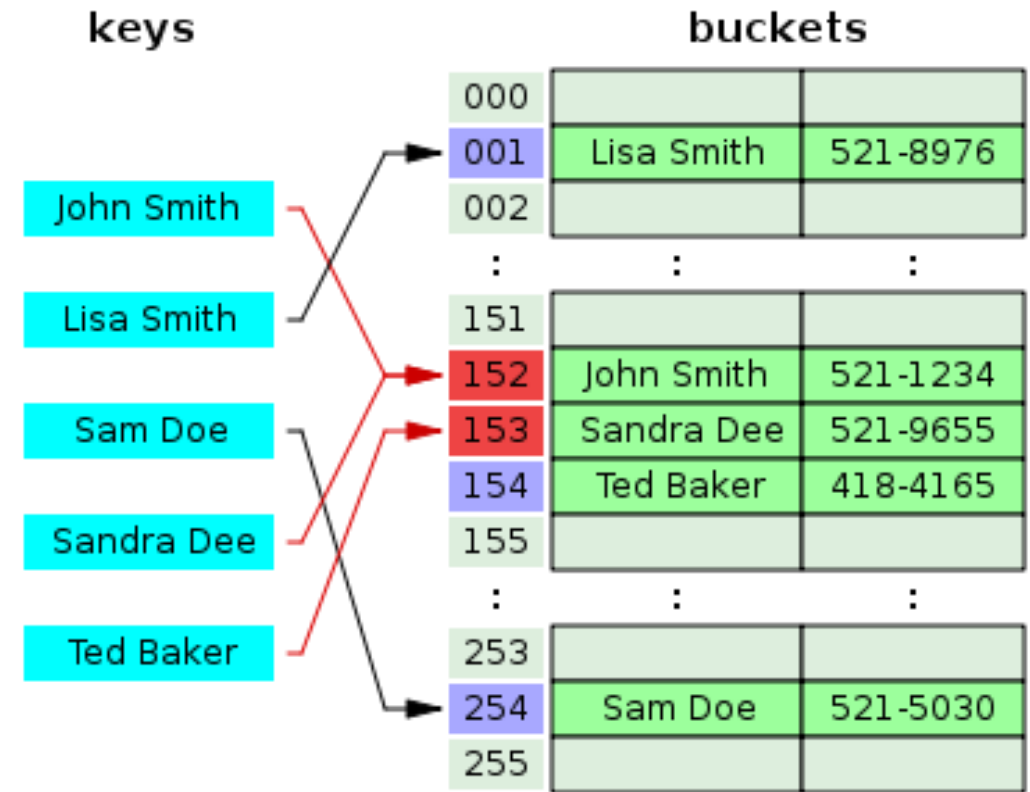 keys
buckets
John Smith
Lisa Smith
Sam Doe
Sandra Dee
Ted Baker
000
001 Lisa Smith 521-8976
002
: : :
151
152 John Smith 521-1234
153 Sandra Dee 521-9655
154 Ted Baker 418-4165
155
: : :
253
254 Sam Doe 521-5030
255